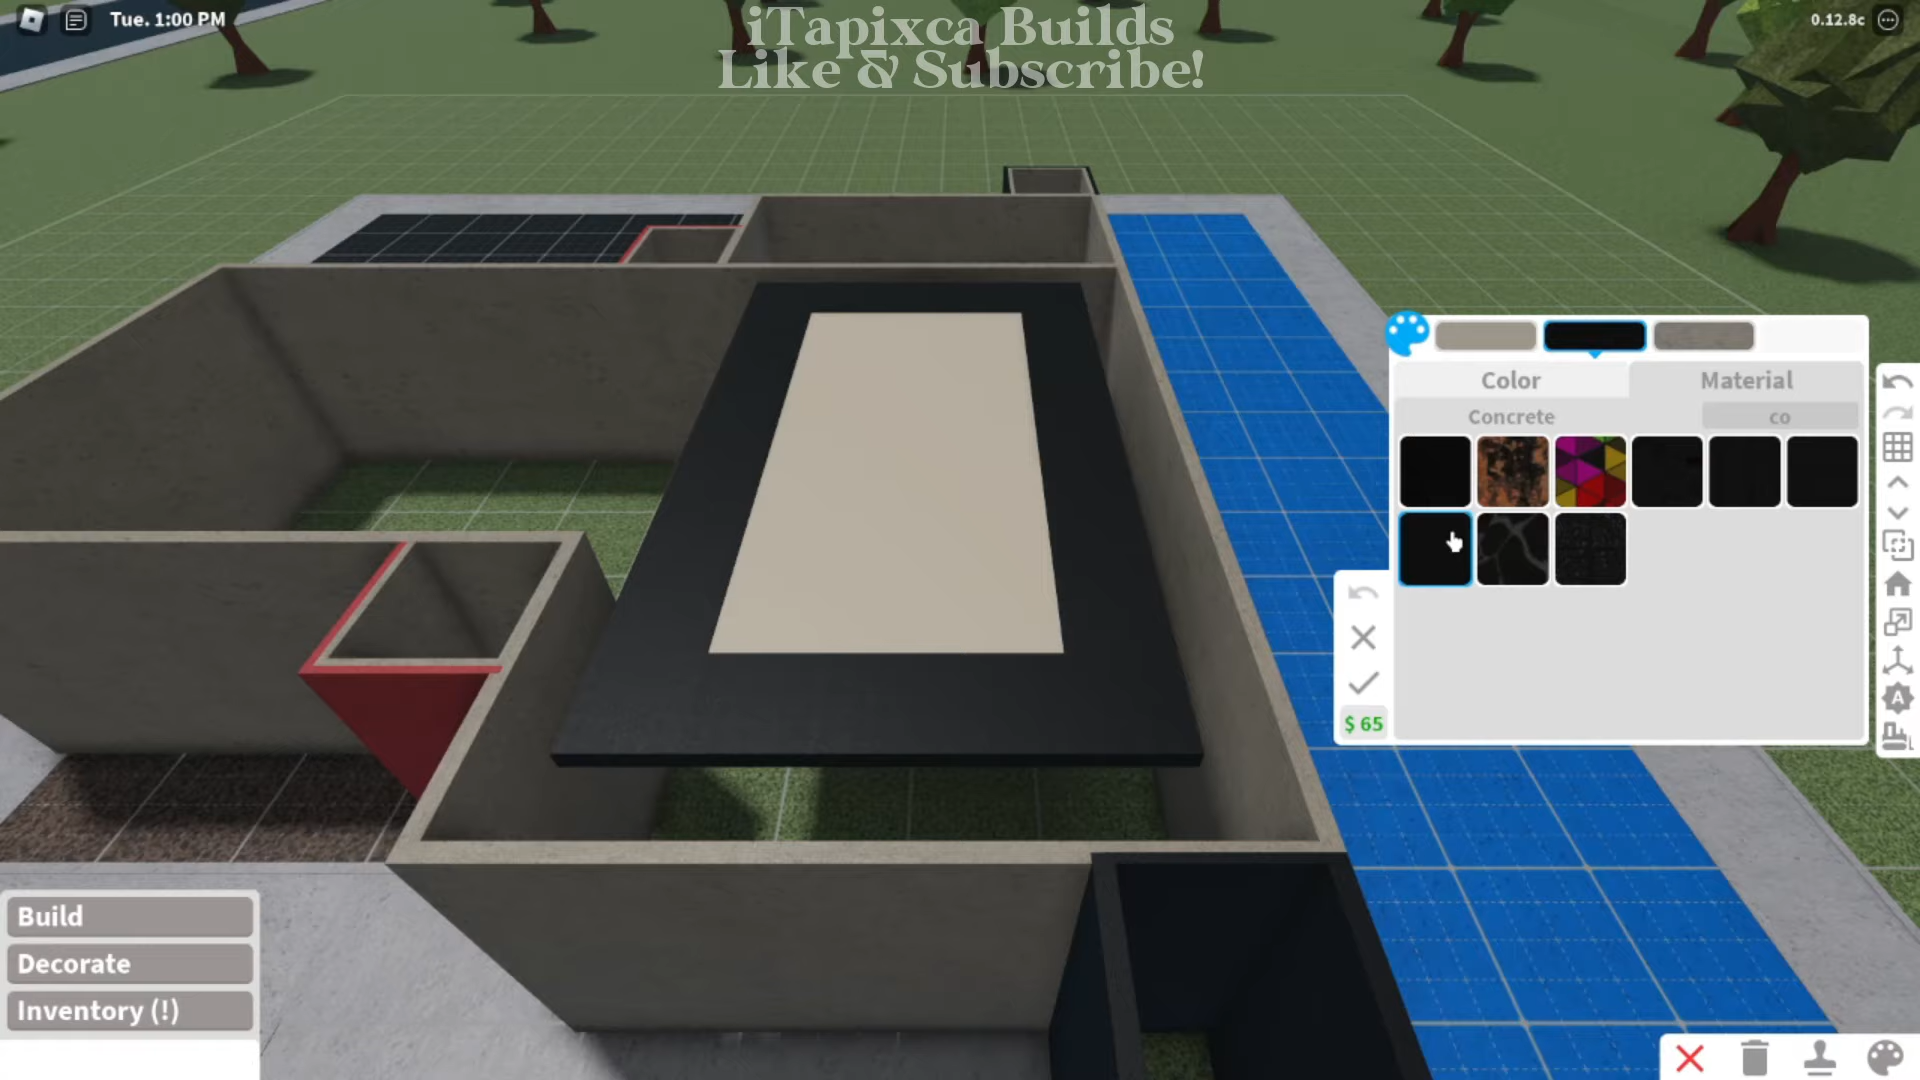 Tue. 1:00 PM
iTapixca Builds
Like & Subscribe!
0.12.8c
Color
Material
Concrete
co
$ 65
A
Build
Decorate
Inventory (!)